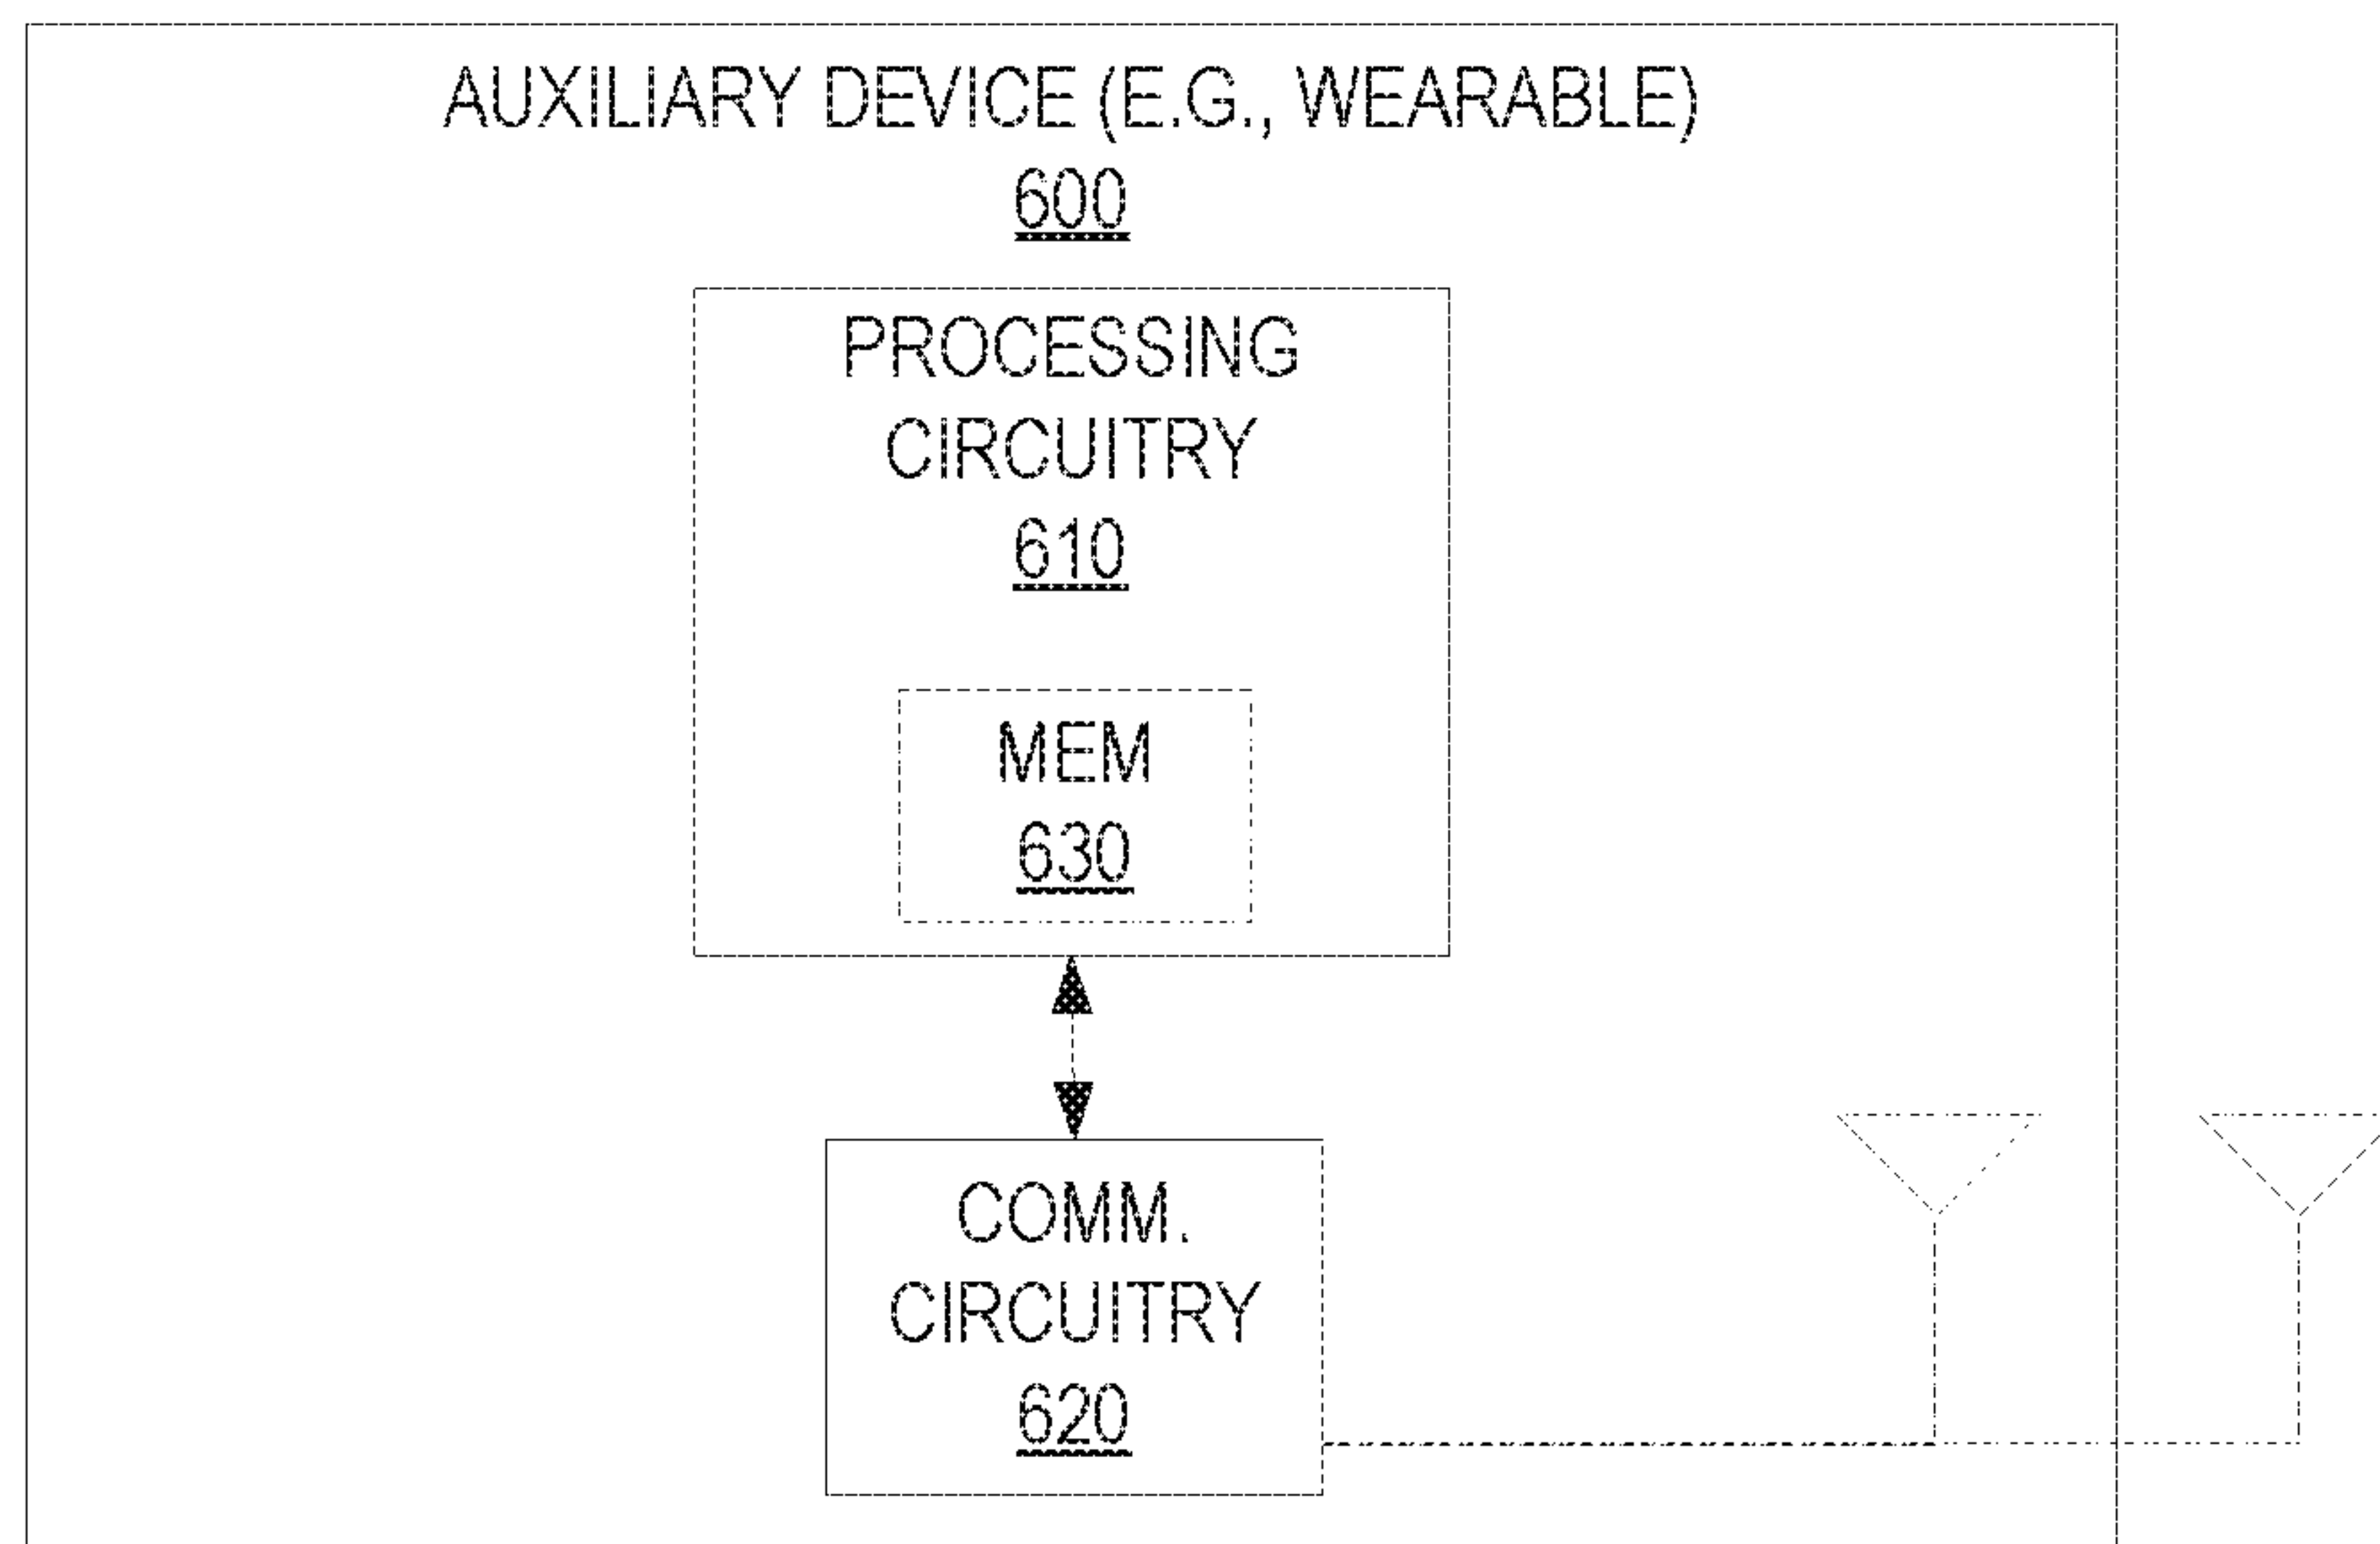 AUXILIARY DEVICE (E.G., WEARABLE)
600
PROCESSING
CIRCUITRY
610
MEM
630
COMM.
CIRCUITRY
620